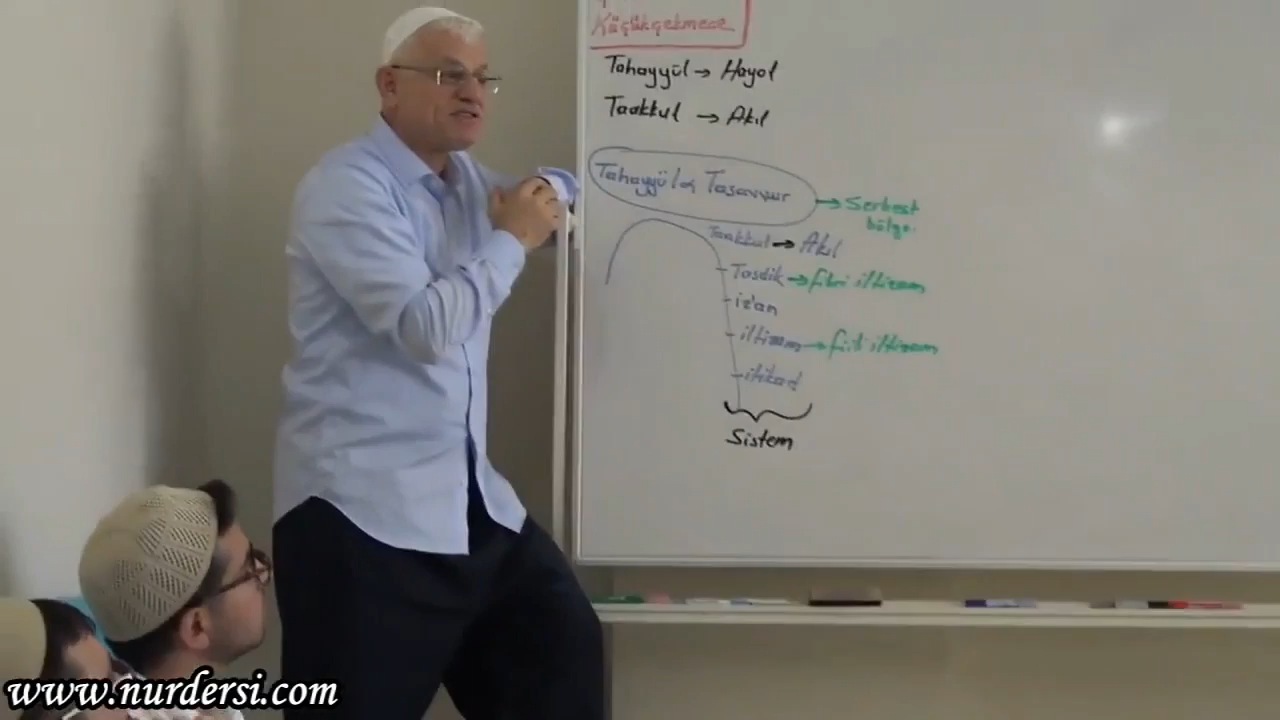 Küçükçekmece
Tahayyül → Hayal
Taakkul → Akıl
Tahayyül Tasavvur → Serbest
bölge
Taakkul → Akıl
Tasdik → fikri iltizam
iz'an
iltizam → fiili iltizam
itikad
Sistem
www.nurdersi.com